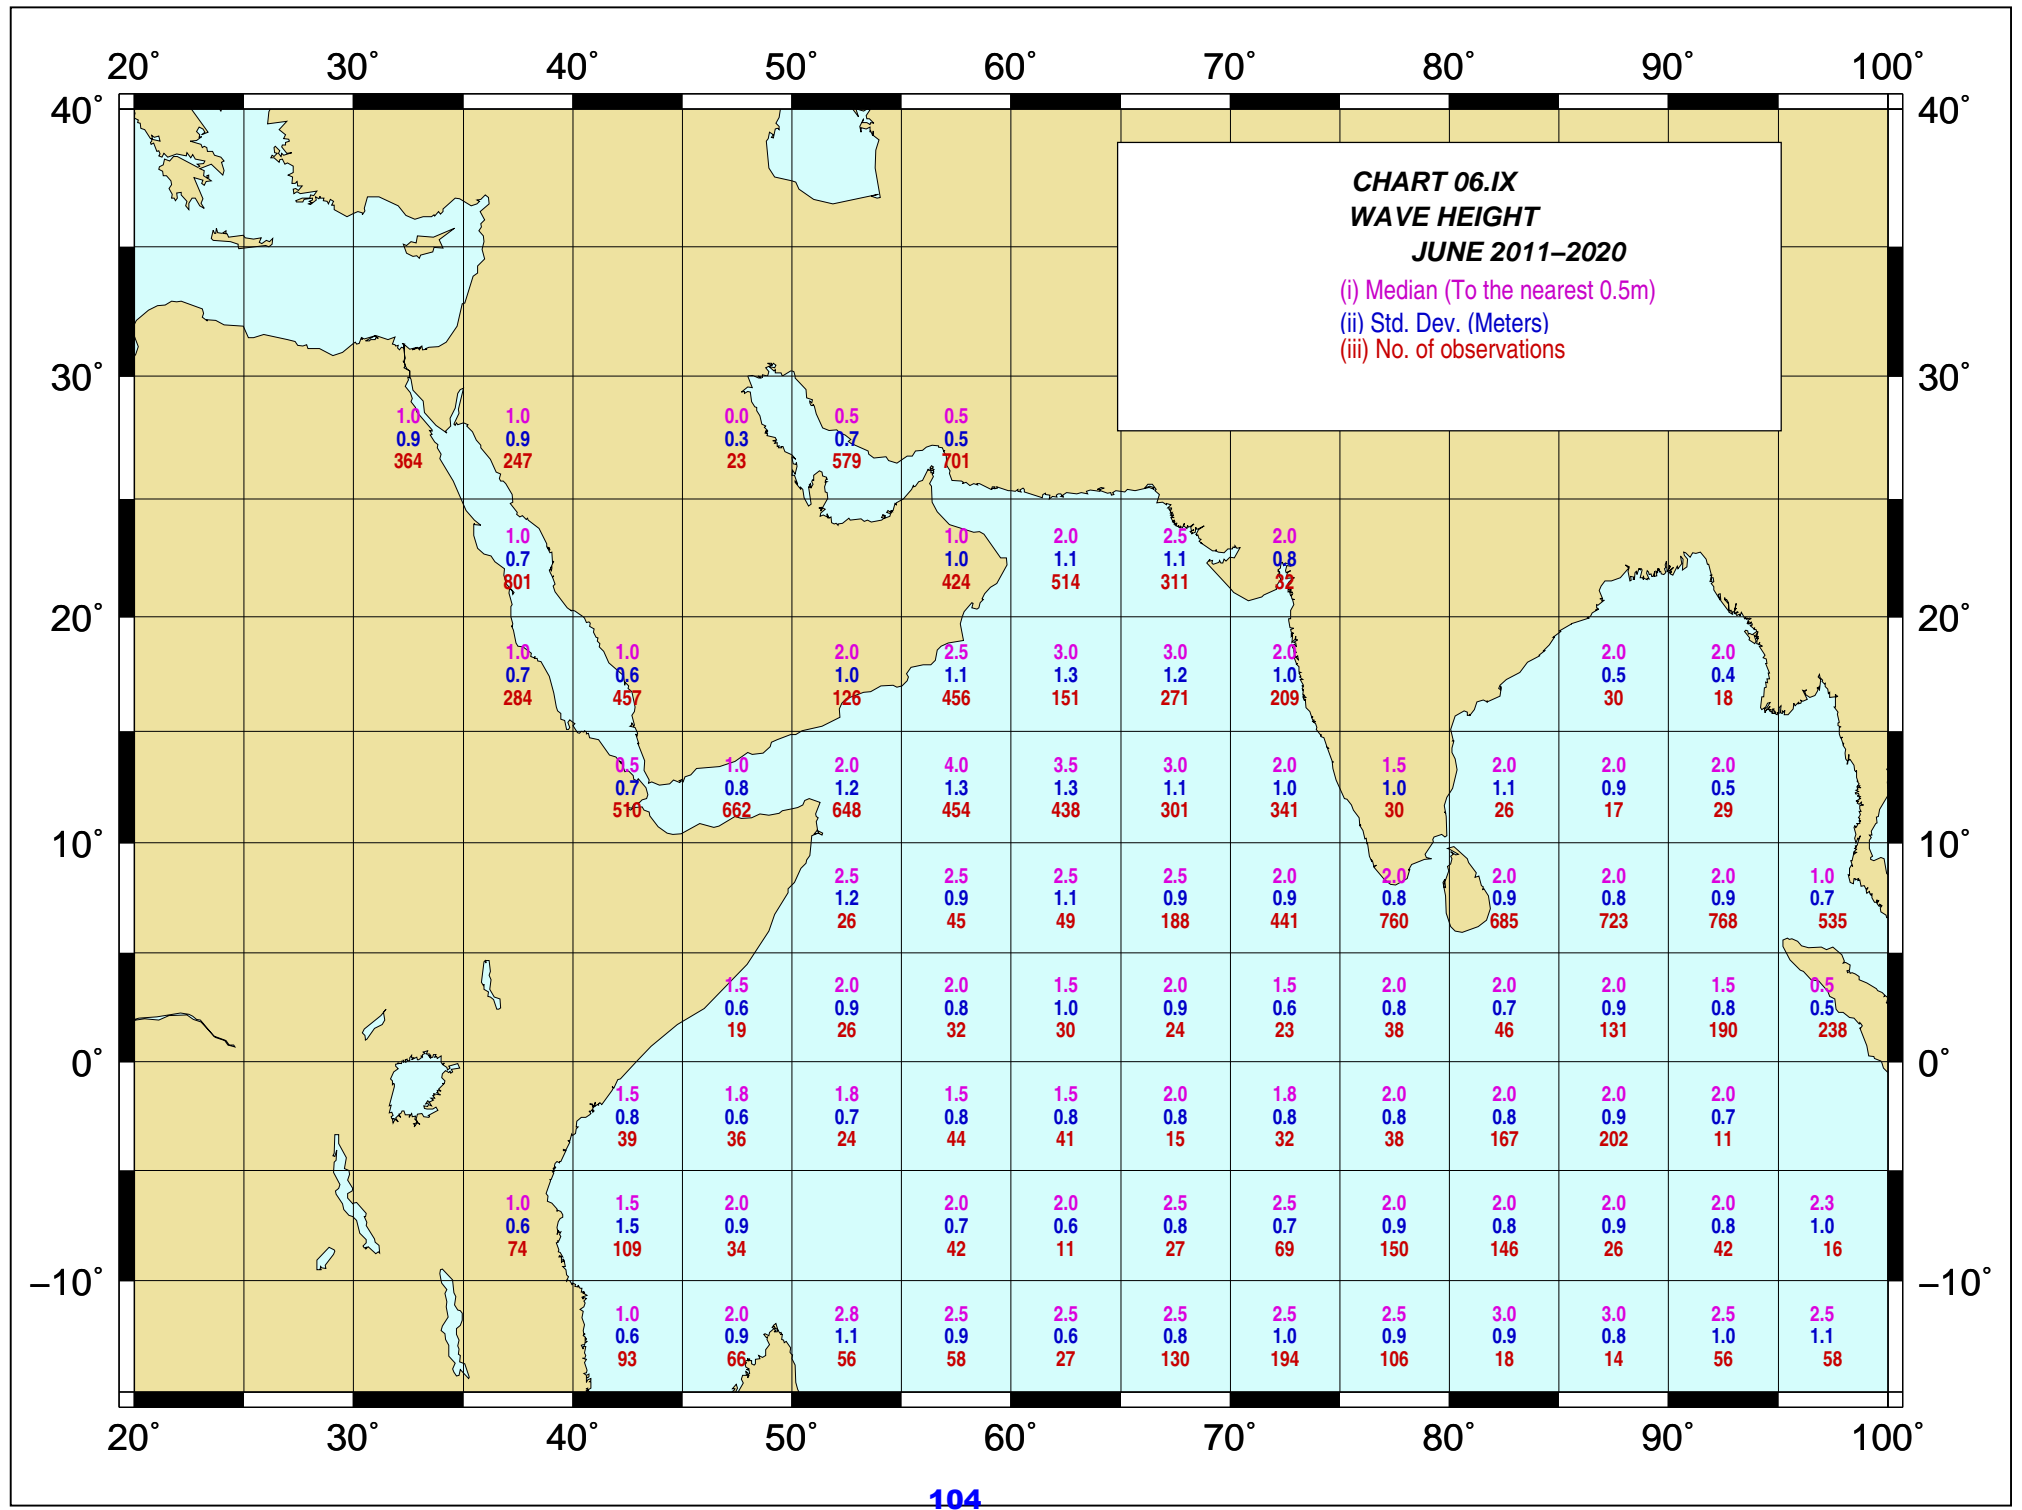 20° 30° 40° 50° 60° 70° 80° 90° 100°
40° 40°
CHART 06.IX
WAVE HEIGHT
JUNE 2011–2020
(i) Median (To the nearest 0.5m)
(ii) Std. Dev. (Meters)
(iii) No. of observations
30° 30°
1.0 1.0 0.0 0.5 0.5
0.9 0.9 0.3 0.7 0.5
364 247 23 579 701
1.0 1.0 2.0 2.5 2.0
0.7 1.0 1.1 1.1 0.8
801 424 514 311 32
20° 20°
1.0 1.0 2.0 2.5 3.0 3.0 2.0 2.0 2.0
0.7 0.6 1.0 1.1 1.3 1.2 1.0 0.5 0.4
284 457 126 456 151 271 209 30 18
0.5 1.0 2.0 4.0 3.5 3.0 2.0 1.5 2.0 2.0 2.0
0.7 0.8 1.2 1.3 1.3 1.1 1.0 1.0 1.1 0.9 0.5
510 662 648 454 438 301 341 30 26 17 29
10° 10°
2.5 2.5 2.5 2.5 2.0 2.0 2.0 2.0 2.0 1.0
1.2 0.9 1.1 0.9 0.9 0.8 0.9 0.8 0.9 0.7
26 45 49 188 441 760 685 723 768 535
1.5 2.0 2.0 1.5 2.0 1.5 2.0 2.0 2.0 1.5 0.5
0.6 0.9 0.8 1.0 0.9 0.6 0.8 0.7 0.9 0.8 0.5
19 26 32 30 24 23 38 46 131 190 238
0° 0°
1.5 1.8 1.8 1.5 1.5 2.0 1.8 2.0 2.0 2.0 2.0
0.8 0.6 0.7 0.8 0.8 0.8 0.8 0.8 0.8 0.9 0.7
39 36 24 44 41 15 32 38 167 202 11
1.0 1.5 2.0 2.0 2.0 2.5 2.5 2.0 2.0 2.0 2.0 2.3
0.6 1.5 0.9 0.7 0.6 0.8 0.7 0.9 0.8 0.9 0.8 1.0
74 109 34 42 11 27 69 150 146 26 42 16
–10° –10°
1.0 2.0 2.8 2.5 2.5 2.5 2.5 2.5 3.0 3.0 2.5 2.5
0.6 0.9 1.1 0.9 0.6 0.8 1.0 0.9 0.9 0.8 1.0 1.1
93 66 56 58 27 130 194 106 18 14 56 58
20° 30° 40° 50° 60° 70° 80° 90° 100°
104